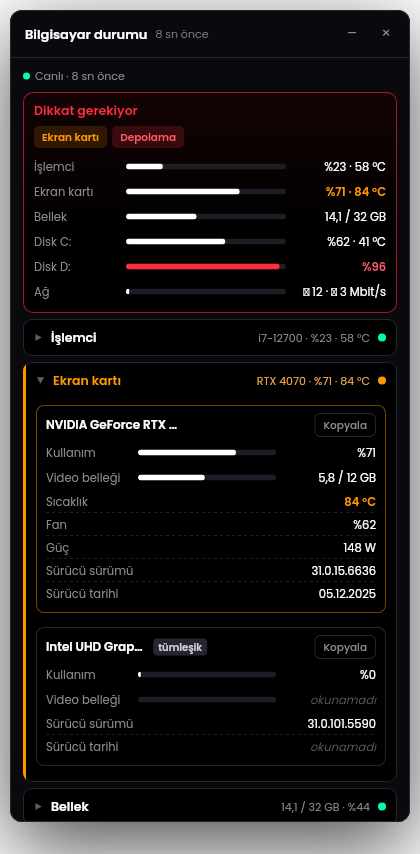 Bilgisayar durumu 8 sn önce
Canlı · 8 sn önce
Dikkat gerekiyor
Ekran kartı Depolama
İşlemci %23 · 58 °C
Ekran kartı %71 · 84 °C
Bellek 14,1 / 32 GB
Disk C: %62 · 41 °C
Disk D: %96
Ağ 12 · 3 Mbit/s
İşlemci i7-12700 · %23 · 58 °C
Ekran kartı RTX 4070 · %71 · 84 °C
NVIDIA GeForce RTX ... Kopyala
Kullanım %71
Video belleği 5,8 / 12 GB
Sıcaklık 84 °C
Fan %62
Güç 148 W
Sürücü sürümü 31.0.15.6636
Sürücü tarihi 05.12.2025
Intel UHD Grap... tümleşik Kopyala
Kullanım %0
Video belleği okunamadı
Sürücü sürümü 31.0.101.5590
Sürücü tarihi okunamadı
Bellek 14,1 / 32 GB · %44